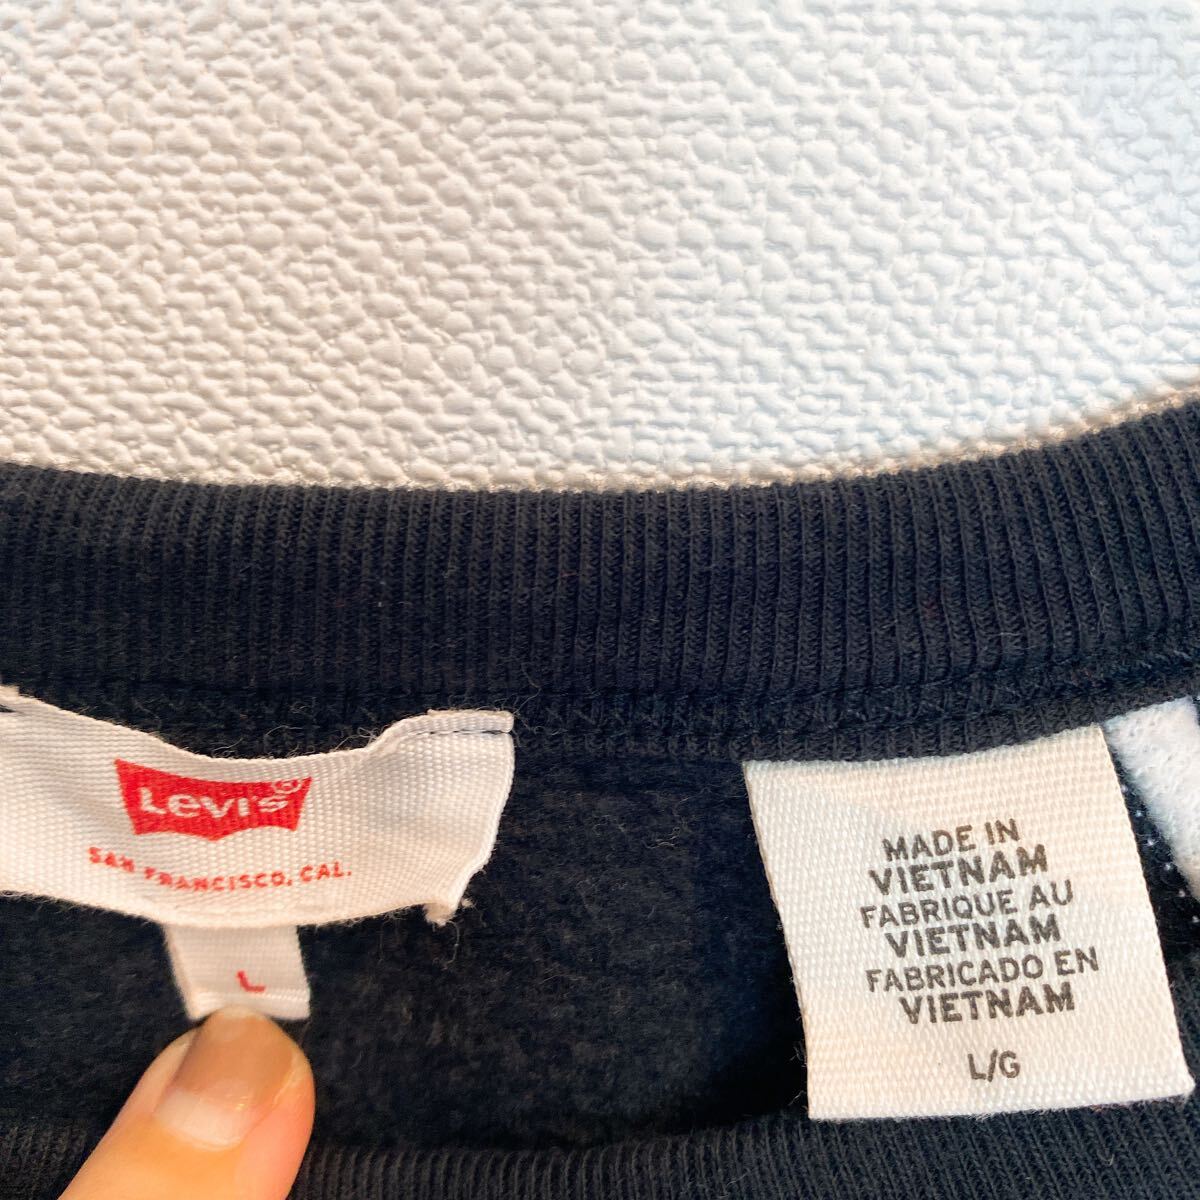 Levi's®
SAN FRANCISCO, CAL.
L
MADE IN
VIETNAM
FABRIQUE AU
VIETNAM
FABRICADO EN
VIETNAM
L/G